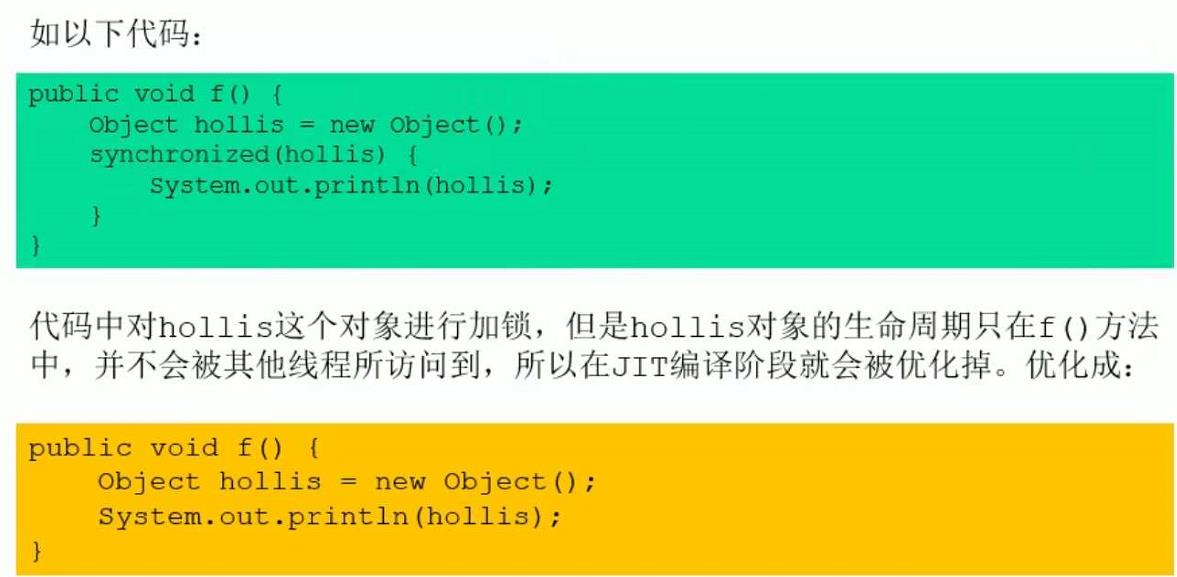 如以下代码：
public void f() {
    Object hollis = new Object();
    synchronized(hollis) {
        System.out.println(hollis);
    }
}
代码中对hollis这个对象进行加锁，但是hollis对象的生命周期只在f()方法
中，并不会被其他线程所访问到，所以在JIT编译阶段就会被优化掉。优化成：
public void f() {
    Object hollis = new Object();
    System.out.println(hollis);
}